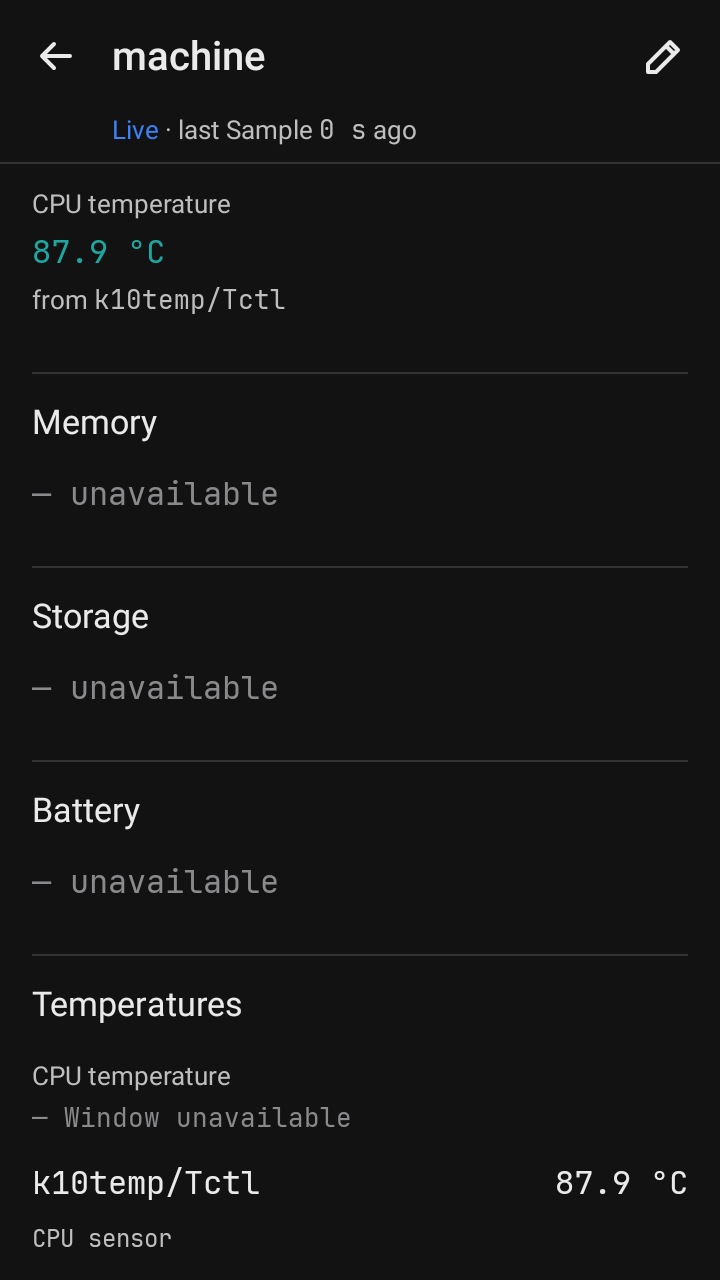 machine
Live · last Sample 0 s ago
CPU temperature
87.9 °C
from k10temp/Tctl
Memory
— unavailable
Storage
— unavailable
Battery
— unavailable
Temperatures
CPU temperature
— Window unavailable
k10temp/Tctl 87.9 °C
CPU sensor